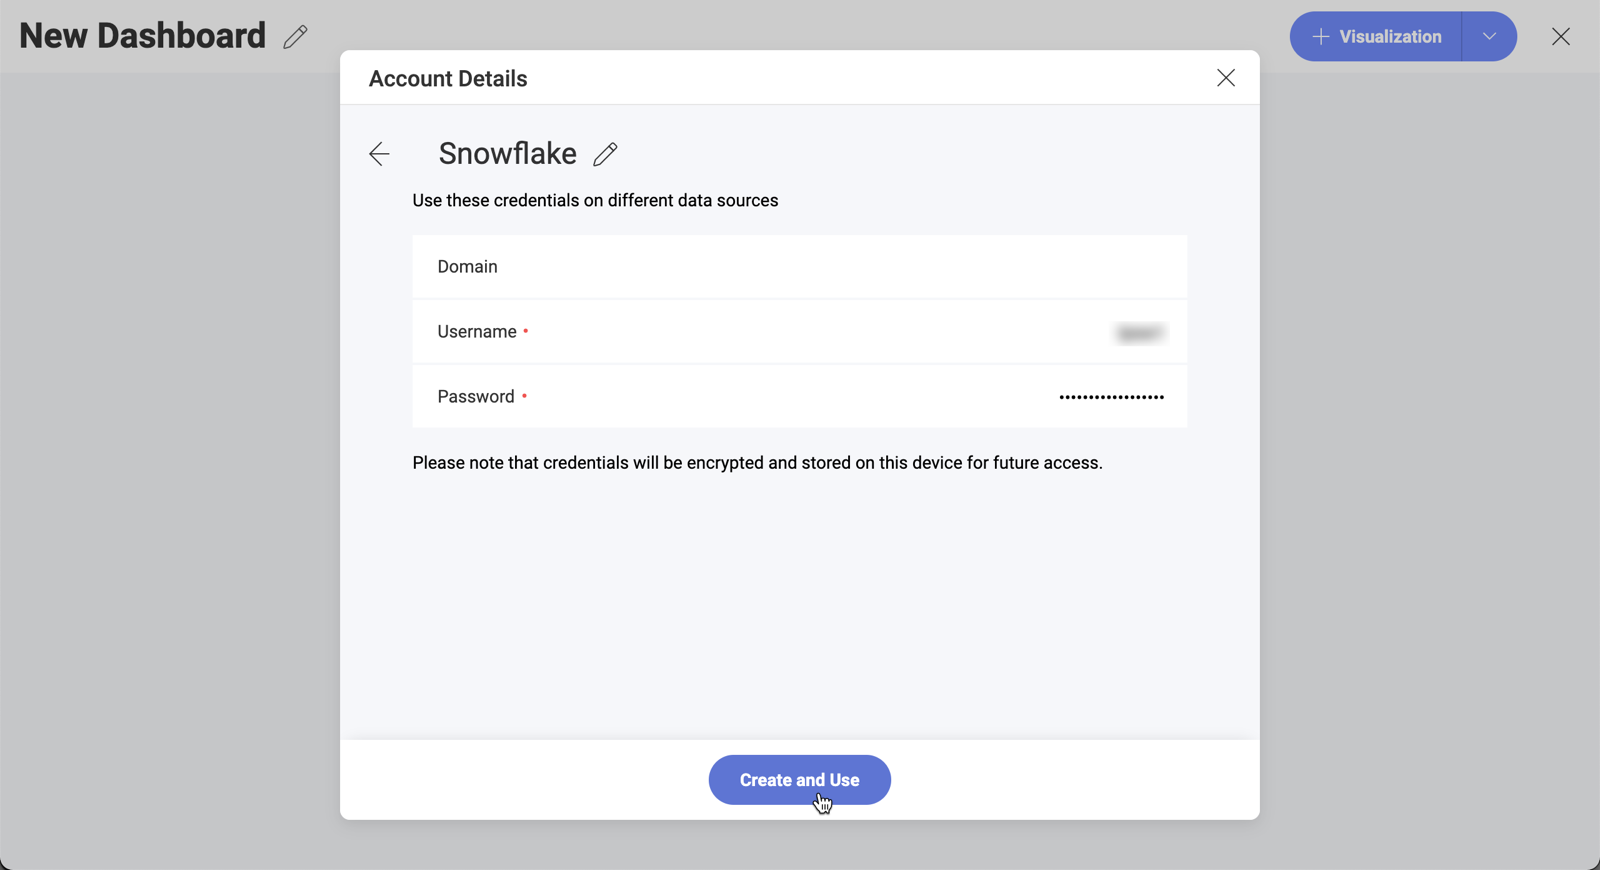 New Dashboard
Visualization
Account Details
Snowflake
Use these credentials on different data sources
Domain
Username
Password
Please note that credentials will be encrypted and stored on this device for future access.
Create and Use